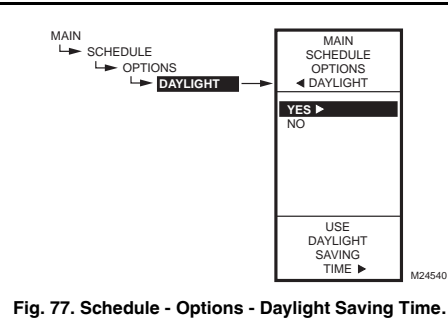 MAIN
SCHEDULE
OPTIONS
DAYLIGHT
MAIN
SCHEDULE
OPTIONS
◄ DAYLIGHT
YES ►
NO
USE
DAYLIGHT
SAVING
TIME ►
M24540
Fig. 77. Schedule - Options - Daylight Saving Time.